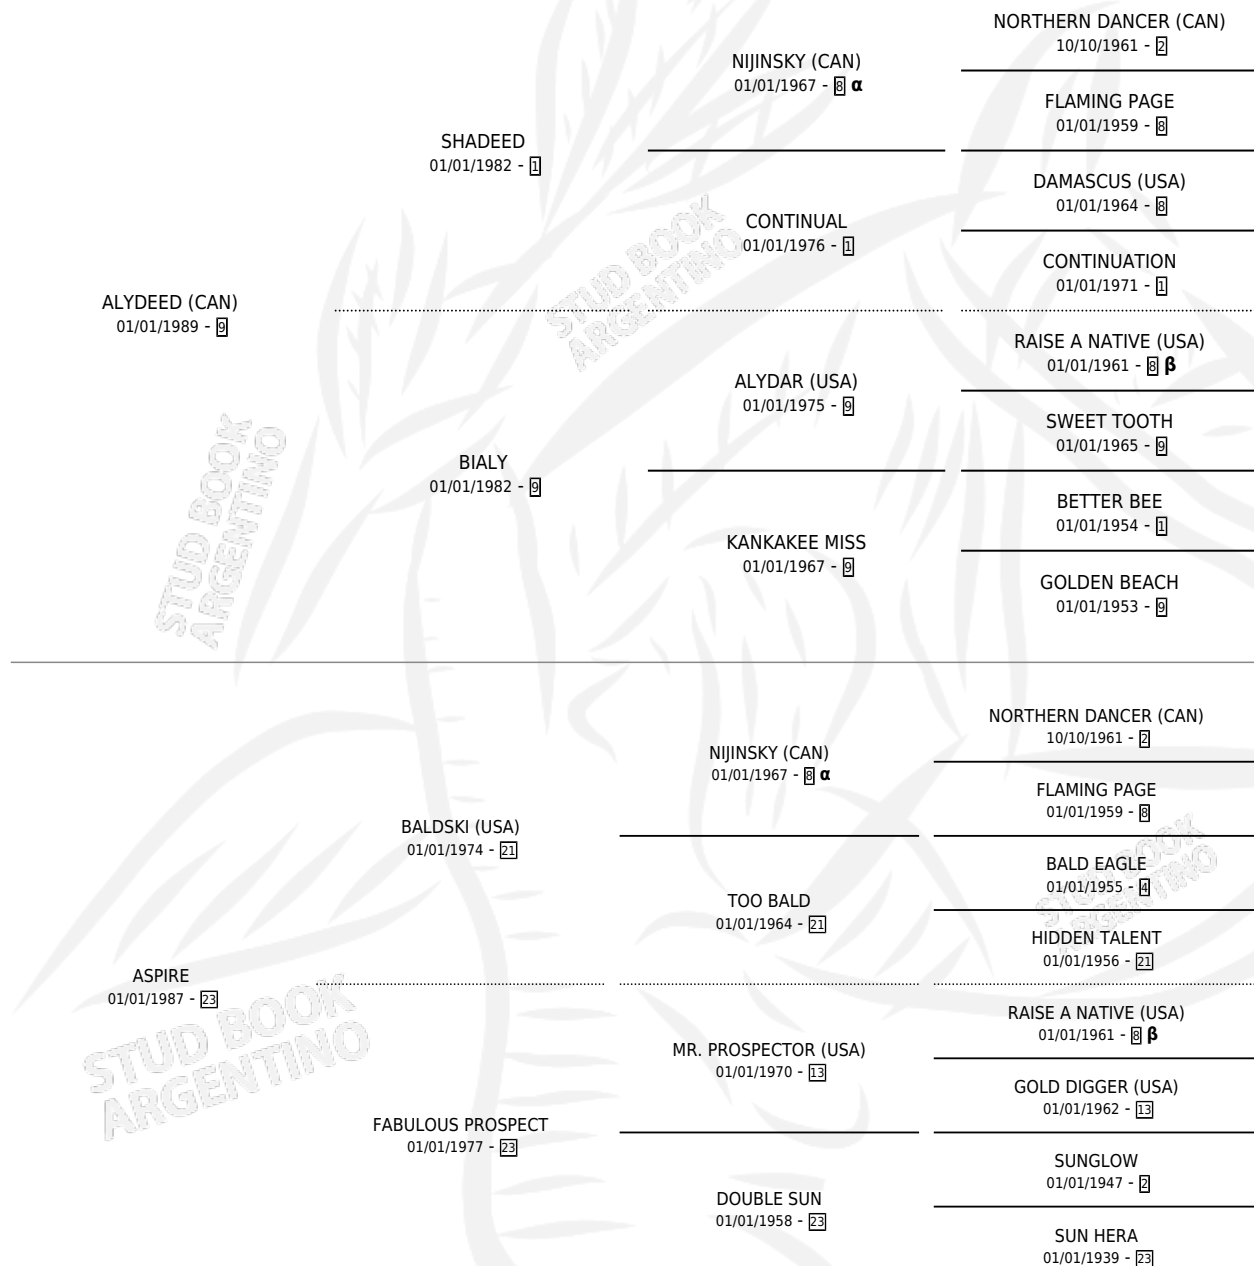 NORTHERN DANCER (CAN)
10/10/1961 - 2
NIJINSKY (CAN)
01/01/1967 - 8 α
FLAMING PAGE
01/01/1959 - 8
SHADEED
01/01/1982 - 1
DAMASCUS (USA)
01/01/1964 - 8
CONTINUAL
01/01/1976 - 1
CONTINUATION
01/01/1971 - 1
ALYDEED (CAN)
01/01/1989 - 9
RAISE A NATIVE (USA)
01/01/1961 - 8 β
ALYDAR (USA)
01/01/1975 - 9
SWEET TOOTH
01/01/1965 - 9
BIALY
01/01/1982 - 9
BETTER BEE
01/01/1954 - 1
KANKAKEE MISS
01/01/1967 - 9
GOLDEN BEACH
01/01/1953 - 9
NORTHERN DANCER (CAN)
10/10/1961 - 2
NIJINSKY (CAN)
01/01/1967 - 8 α
FLAMING PAGE
01/01/1959 - 8
BALDSKI (USA)
01/01/1974 - 21
BALD EAGLE
01/01/1955 - 4
TOO BALD
01/01/1964 - 21
HIDDEN TALENT
01/01/1956 - 21
ASPIRE
01/01/1987 - 23
RAISE A NATIVE (USA)
01/01/1961 - 8 β
MR. PROSPECTOR (USA)
01/01/1970 - 13
GOLD DIGGER (USA)
01/01/1962 - 13
FABULOUS PROSPECT
01/01/1977 - 23
SUNGLOW
01/01/1947 - 2
DOUBLE SUN
01/01/1958 - 23
SUN HERA
01/01/1939 - 23
STUD BOOK
ARGENTINO
STUD BOOK
ARGENTINO
STUD BOOK
ARGENTINO
STUD BOOK
ARGENTINO